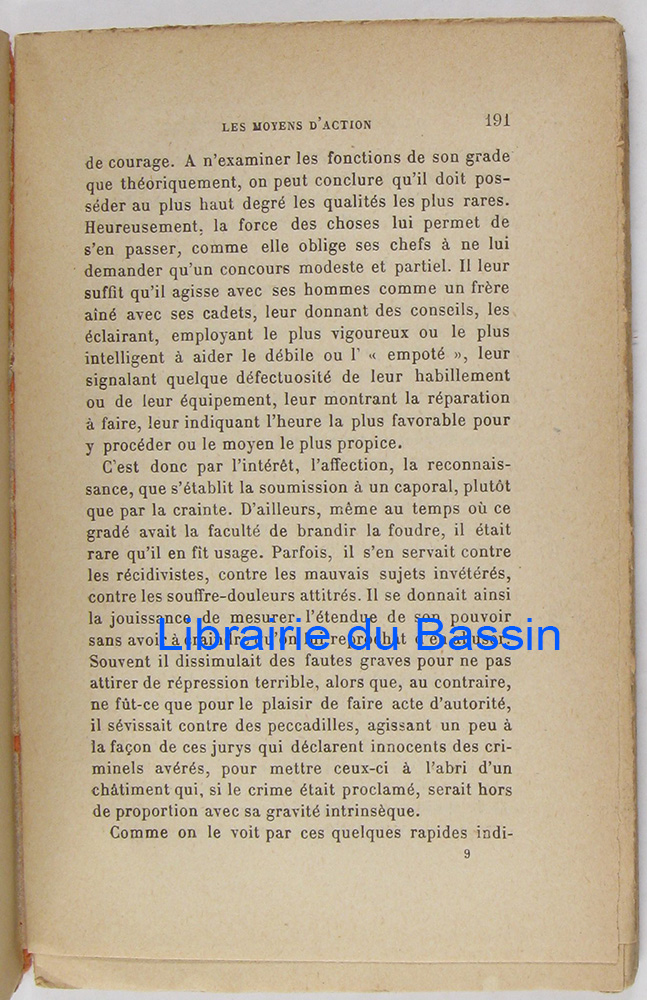 LES MOYENS D'ACTION 191
de courage. A n'examiner les fonctions de son grade
que théoriquement, on peut conclure qu'il doit pos-
séder au plus haut degré les qualités les plus rares.
Heureusement, la force des choses lui permet de
s'en passer, comme elle oblige ses chefs à ne lui
demander qu'un concours modeste et partiel. Il leur
suffit qu'il agisse avec ses hommes comme un frère
aîné avec ses cadets, leur donnant des conseils, les
éclairant, employant le plus vigoureux ou le plus
intelligent à aider le débile ou l' « empoté », leur
signalant quelque défectuosité de leur habillement
ou de leur équipement, leur montrant la réparation
à faire, leur indiquant l'heure la plus favorable pour
y procéder ou le moyen le plus propice.
C'est donc par l'intérêt, l'affection, la reconnais-
sance, que s'établit la soumission à un caporal, plutôt
que par la crainte. D'ailleurs, même au temps où ce
gradé avait la faculté de brandir la foudre, il était
rare qu'il en fît usage. Parfois, il s'en servait contre
les récidivistes, contre les mauvais sujets invétérés,
contre les souffre-douleurs attitrés. Il se donnait ainsi
la jouissance de mesurer l'étendue de son pouvoir
sans avoir à craindre qu'on lui reprochât d'en abuser.
Librairie du Bassin
Souvent il dissimulait des fautes graves pour ne pas
attirer de répression terrible, alors que, au contraire,
ne fût-ce que pour le plaisir de faire acte d'autorité,
il sévissait contre des peccadilles, agissant un peu à
la façon de ces jurys qui déclarent innocents des cri-
minels avérés, pour mettre ceux-ci à l'abri d'un
châtiment qui, si le crime était proclamé, serait hors
de proportion avec sa gravité intrinsèque.
Comme on le voit par ces quelques rapides indi-
9